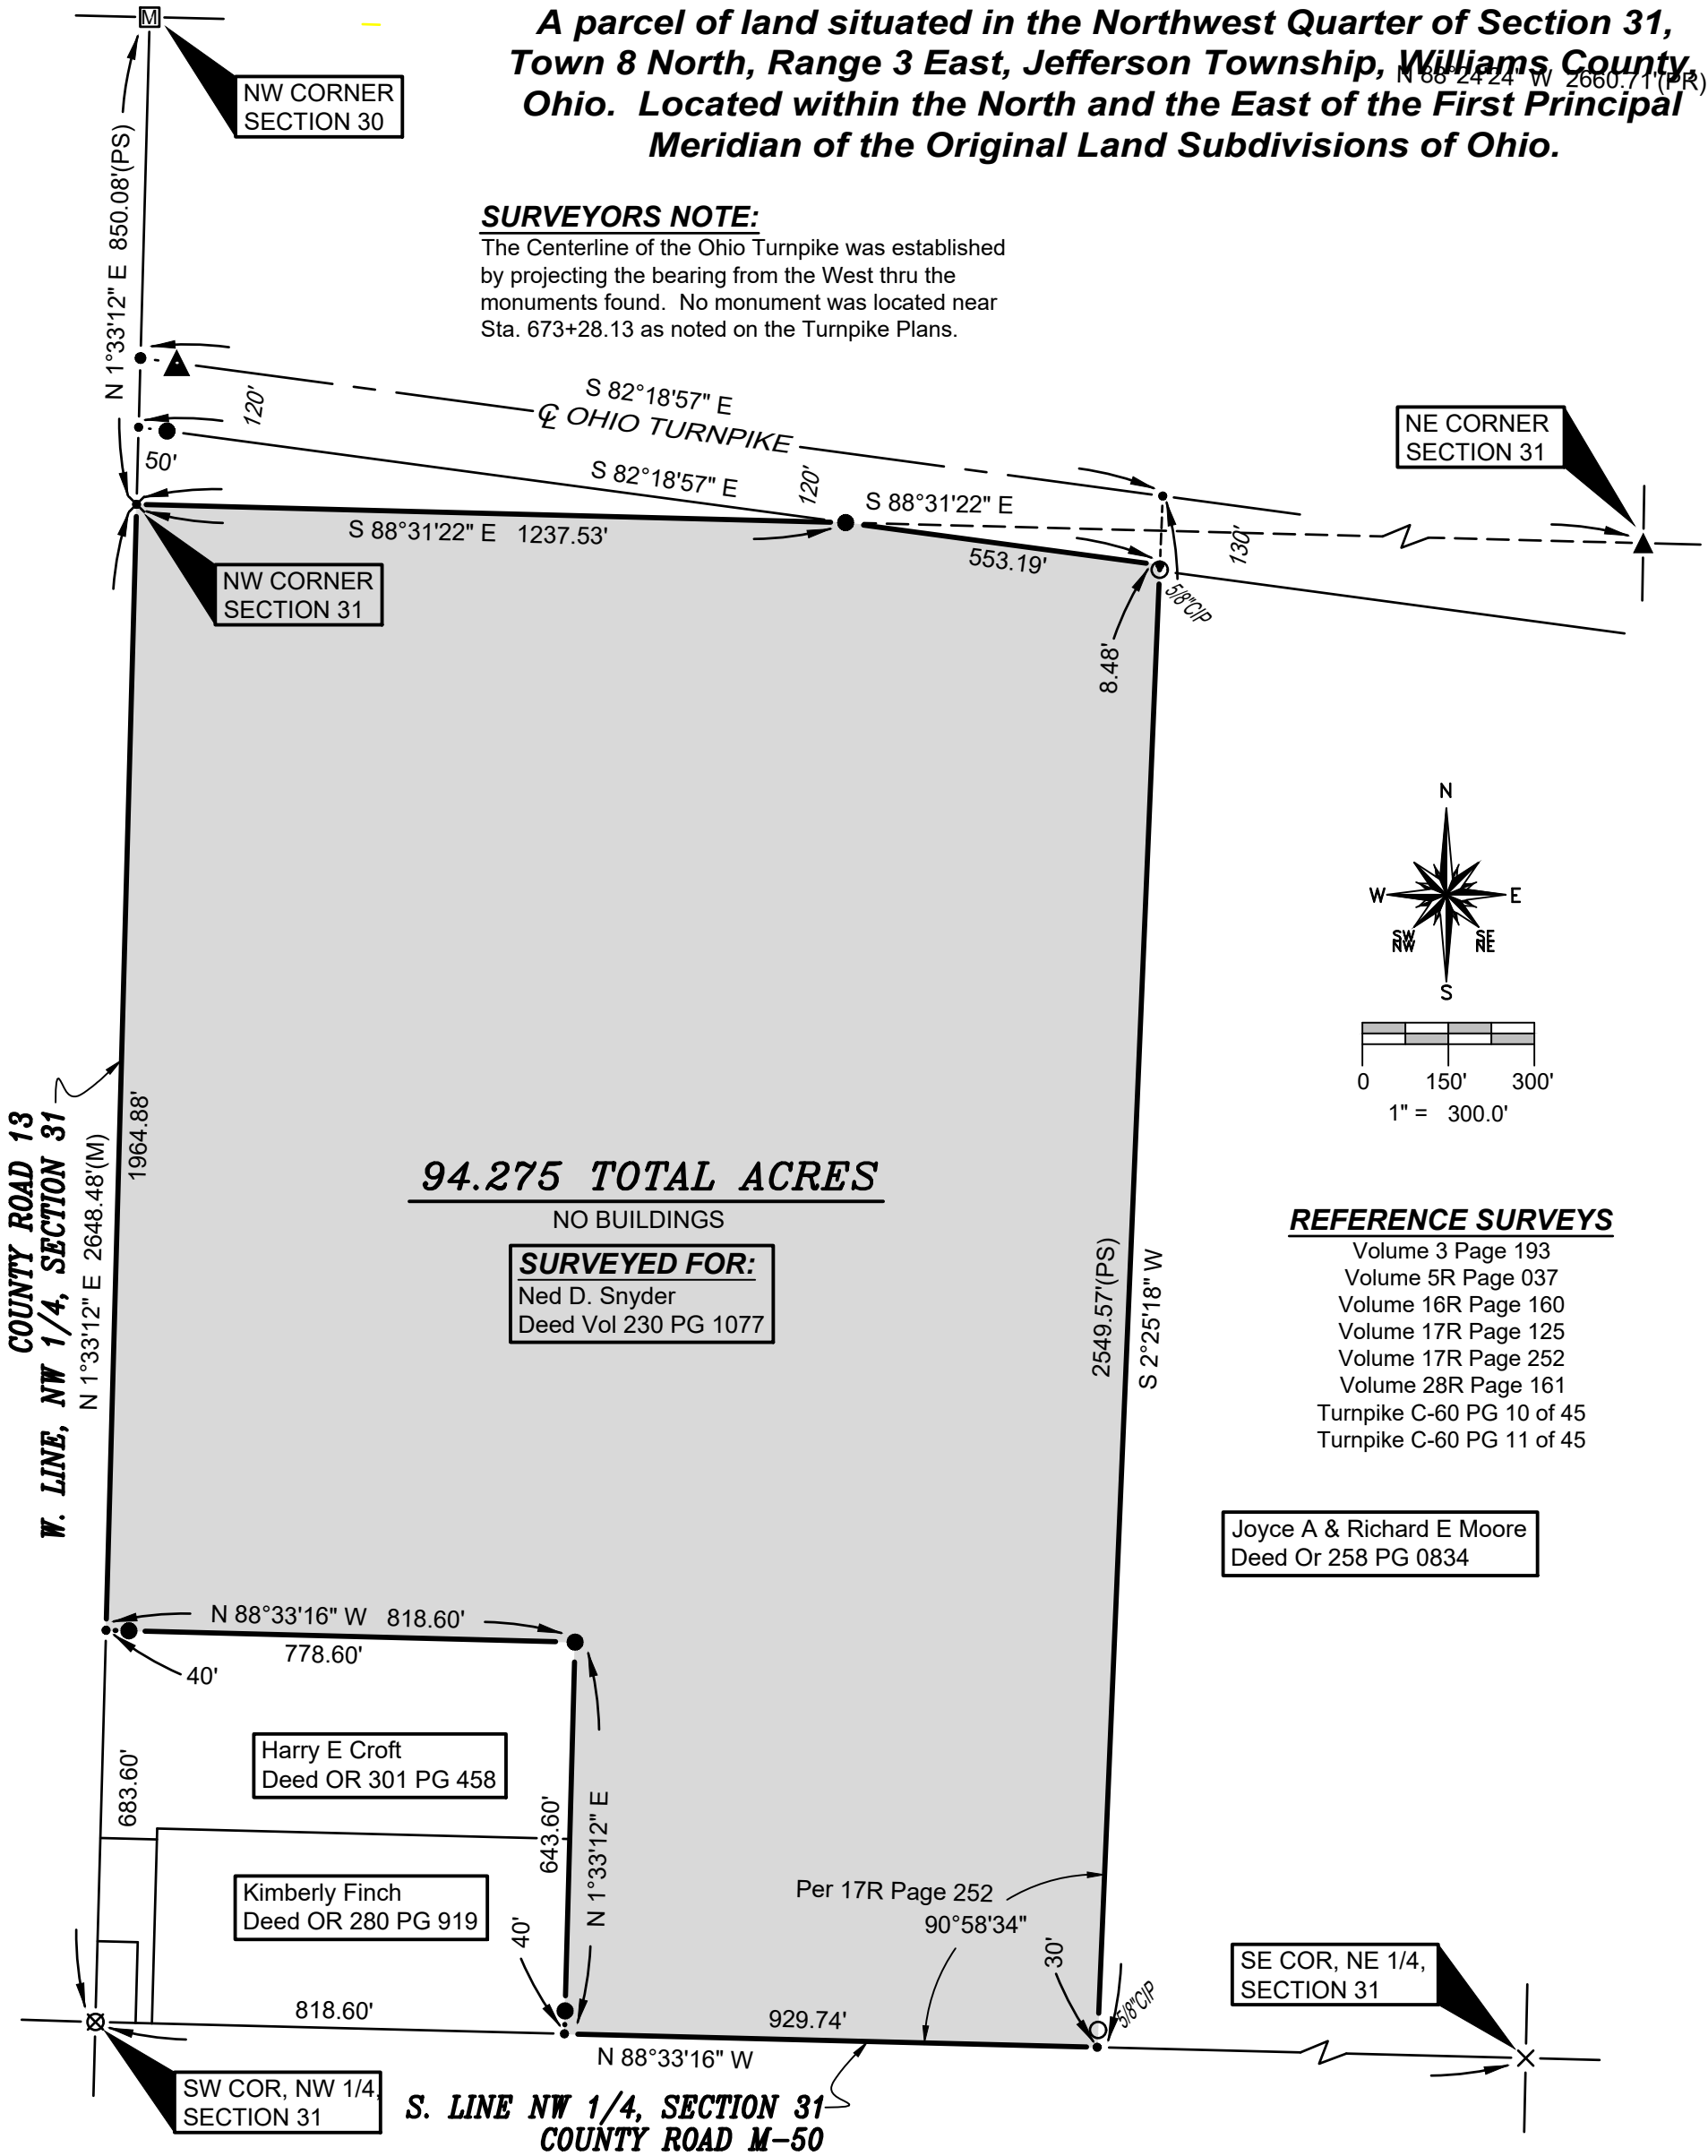 A parcel of land situated in the Northwest Quarter of Section 31,
Town 8 North, Range 3 East, Jefferson Township, Williams County,
Ohio. Located within the North and the East of the First Principal
Meridian of the Original Land Subdivisions of Ohio.
N 88°24'24" W 2660.71'(PR)
M
NW CORNER
SECTION 30
N 1°33'12" E 850.08'(PS)
SURVEYORS NOTE:
The Centerline of the Ohio Turnpike was established
by projecting the bearing from the West thru the
monuments found. No monument was located near
Sta. 673+28.13 as noted on the Turnpike Plans.
120'
50'
S 82°18'57" E
℄ OHIO TURNPIKE
S 82°18'57" E
120'
S 88°31'22" E
NE CORNER
SECTION 31
S 88°31'22" E 1237.53'
553.19'
130'
5/8"CIP
8.48'
NW CORNER
SECTION 31
N
W
E
SW
NW
SE
NE
S
0 150' 300'
1" = 300.0'
COUNTY ROAD 13
W. LINE, NW 1/4, SECTION 31
N 1°33'12" E 2648.48'(M)
1964.88'
94.275 TOTAL ACRES
NO BUILDINGS
SURVEYED FOR:
Ned D. Snyder
Deed Vol 230 PG 1077
2549.57'(PS)
S 2°25'18" W
REFERENCE SURVEYS
Volume 3 Page 193
Volume 5R Page 037
Volume 16R Page 160
Volume 17R Page 125
Volume 17R Page 252
Volume 28R Page 161
Turnpike C-60 PG 10 of 45
Turnpike C-60 PG 11 of 45
Joyce A & Richard E Moore
Deed Or 258 PG 0834
N 88°33'16" W 818.60'
778.60'
40'
Harry E Croft
Deed OR 301 PG 458
683.60'
643.60'
N 1°33'12" E
Kimberly Finch
Deed OR 280 PG 919
40'
Per 17R Page 252
90°58'34"
30'
5/8"CIP
SE COR, NE 1/4,
SECTION 31
818.60'
929.74'
N 88°33'16" W
SW COR, NW 1/4,
SECTION 31
S. LINE NW 1/4, SECTION 31
COUNTY ROAD M-50